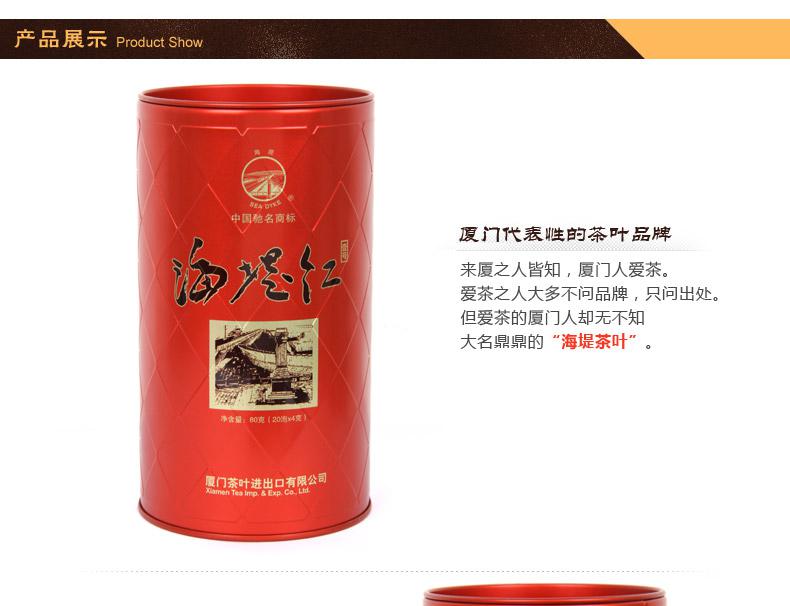 产品展示 Product Show
海堤
SEA DYKE
中国驰名商标
海堤红
净含量：80克（20泡x4克）
厦门茶叶进出口有限公司
Xiamen Tea Imp. & Exp. Co., Ltd.
厦门代表性的茶叶品牌
来厦之人皆知，厦门人爱茶。
爱茶之人大多不问品牌，只问出处。
但爱茶的厦门人却无不知
大名鼎鼎的“海堤茶叶”。